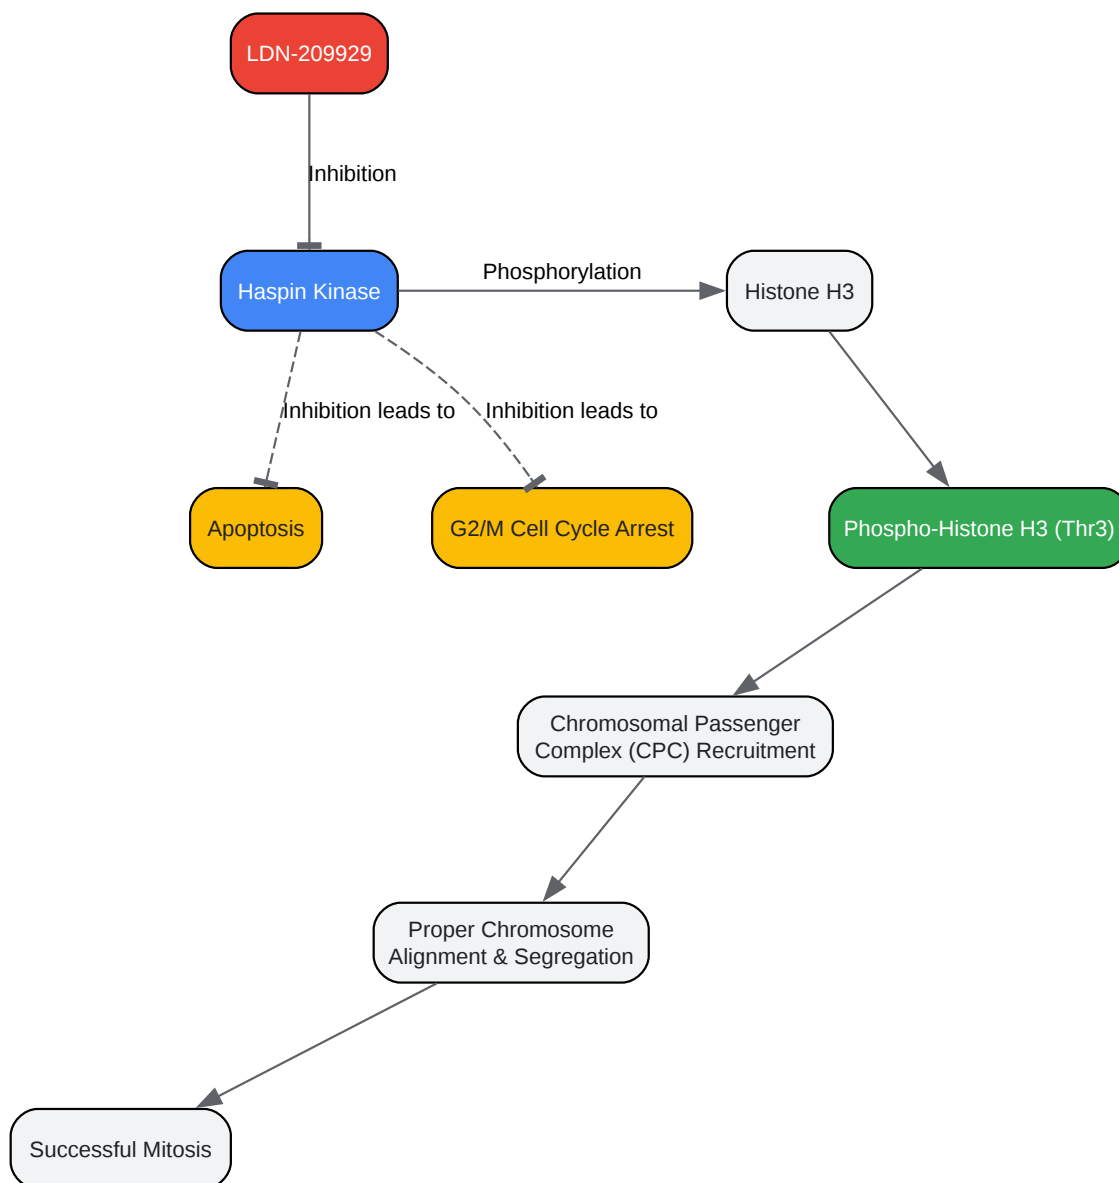 LDN-209929
Inhibition
Haspin Kinase
Phosphorylation
Histone H3
Inhibition leads to
Inhibition leads to
Apoptosis
G2/M Cell Cycle Arrest
Phospho-Histone H3 (Thr3)
Chromosomal Passenger
Complex (CPC) Recruitment
Proper Chromosome
Alignment & Segregation
Successful Mitosis